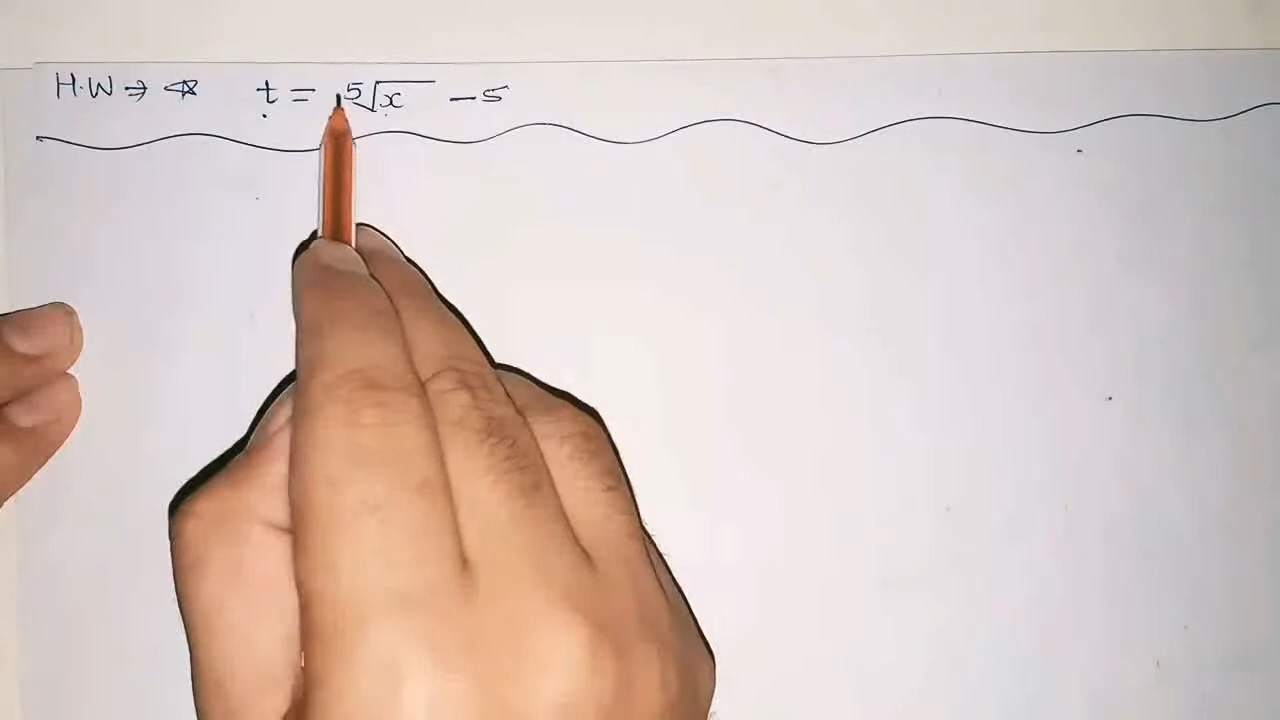 H.W → ☆ t = ⁵√x - 5